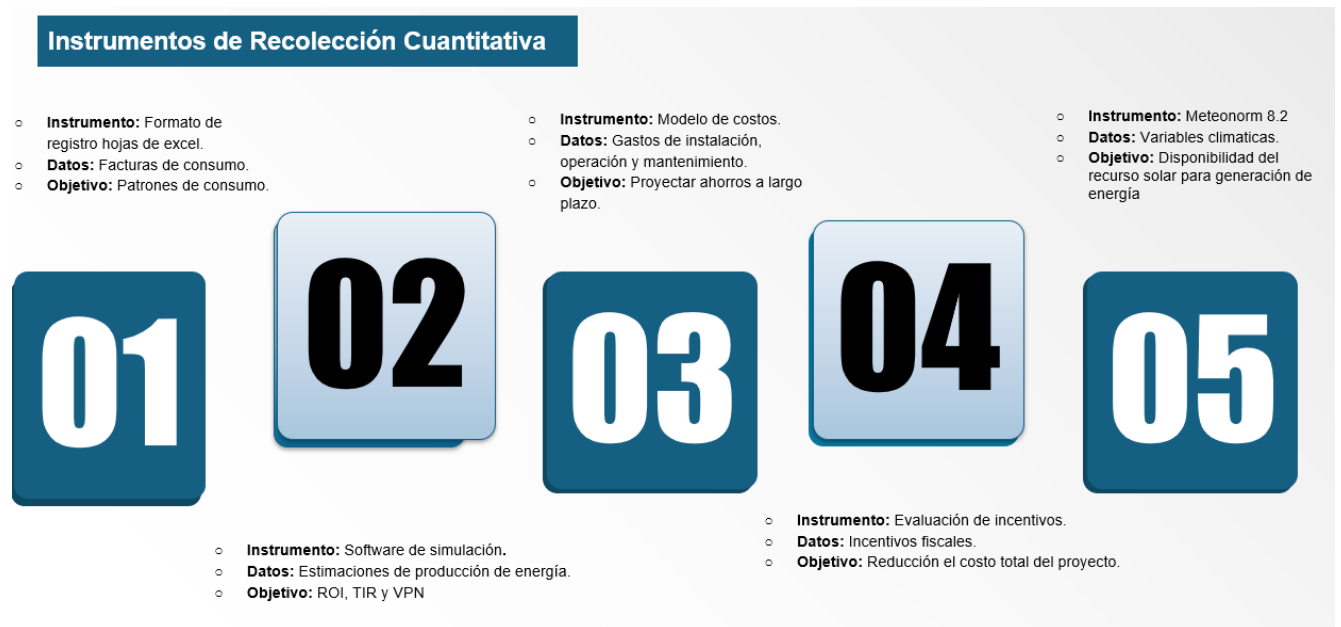 Instrumentos de Recolección Cuantitativa
○ Instrumento: Formato de
registro hojas de excel.
○ Datos: Facturas de consumo.
○ Objetivo: Patrones de consumo.
○ Instrumento: Modelo de costos.
○ Datos: Gastos de instalación,
operación y mantenimiento.
○ Objetivo: Proyectar ahorros a largo
plazo.
○ Instrumento: Meteonorm 8.2
○ Datos: Variables climaticas.
○ Objetivo: Disponibilidad del
recurso solar para generación de
energía
01
02
03
04
05
○ Instrumento: Software de simulación.
○ Datos: Estimaciones de producción de energía.
○ Objetivo: ROI, TIR y VPN
○ Instrumento: Evaluación de incentivos.
○ Datos: Incentivos fiscales.
○ Objetivo: Reducción el costo total del proyecto.